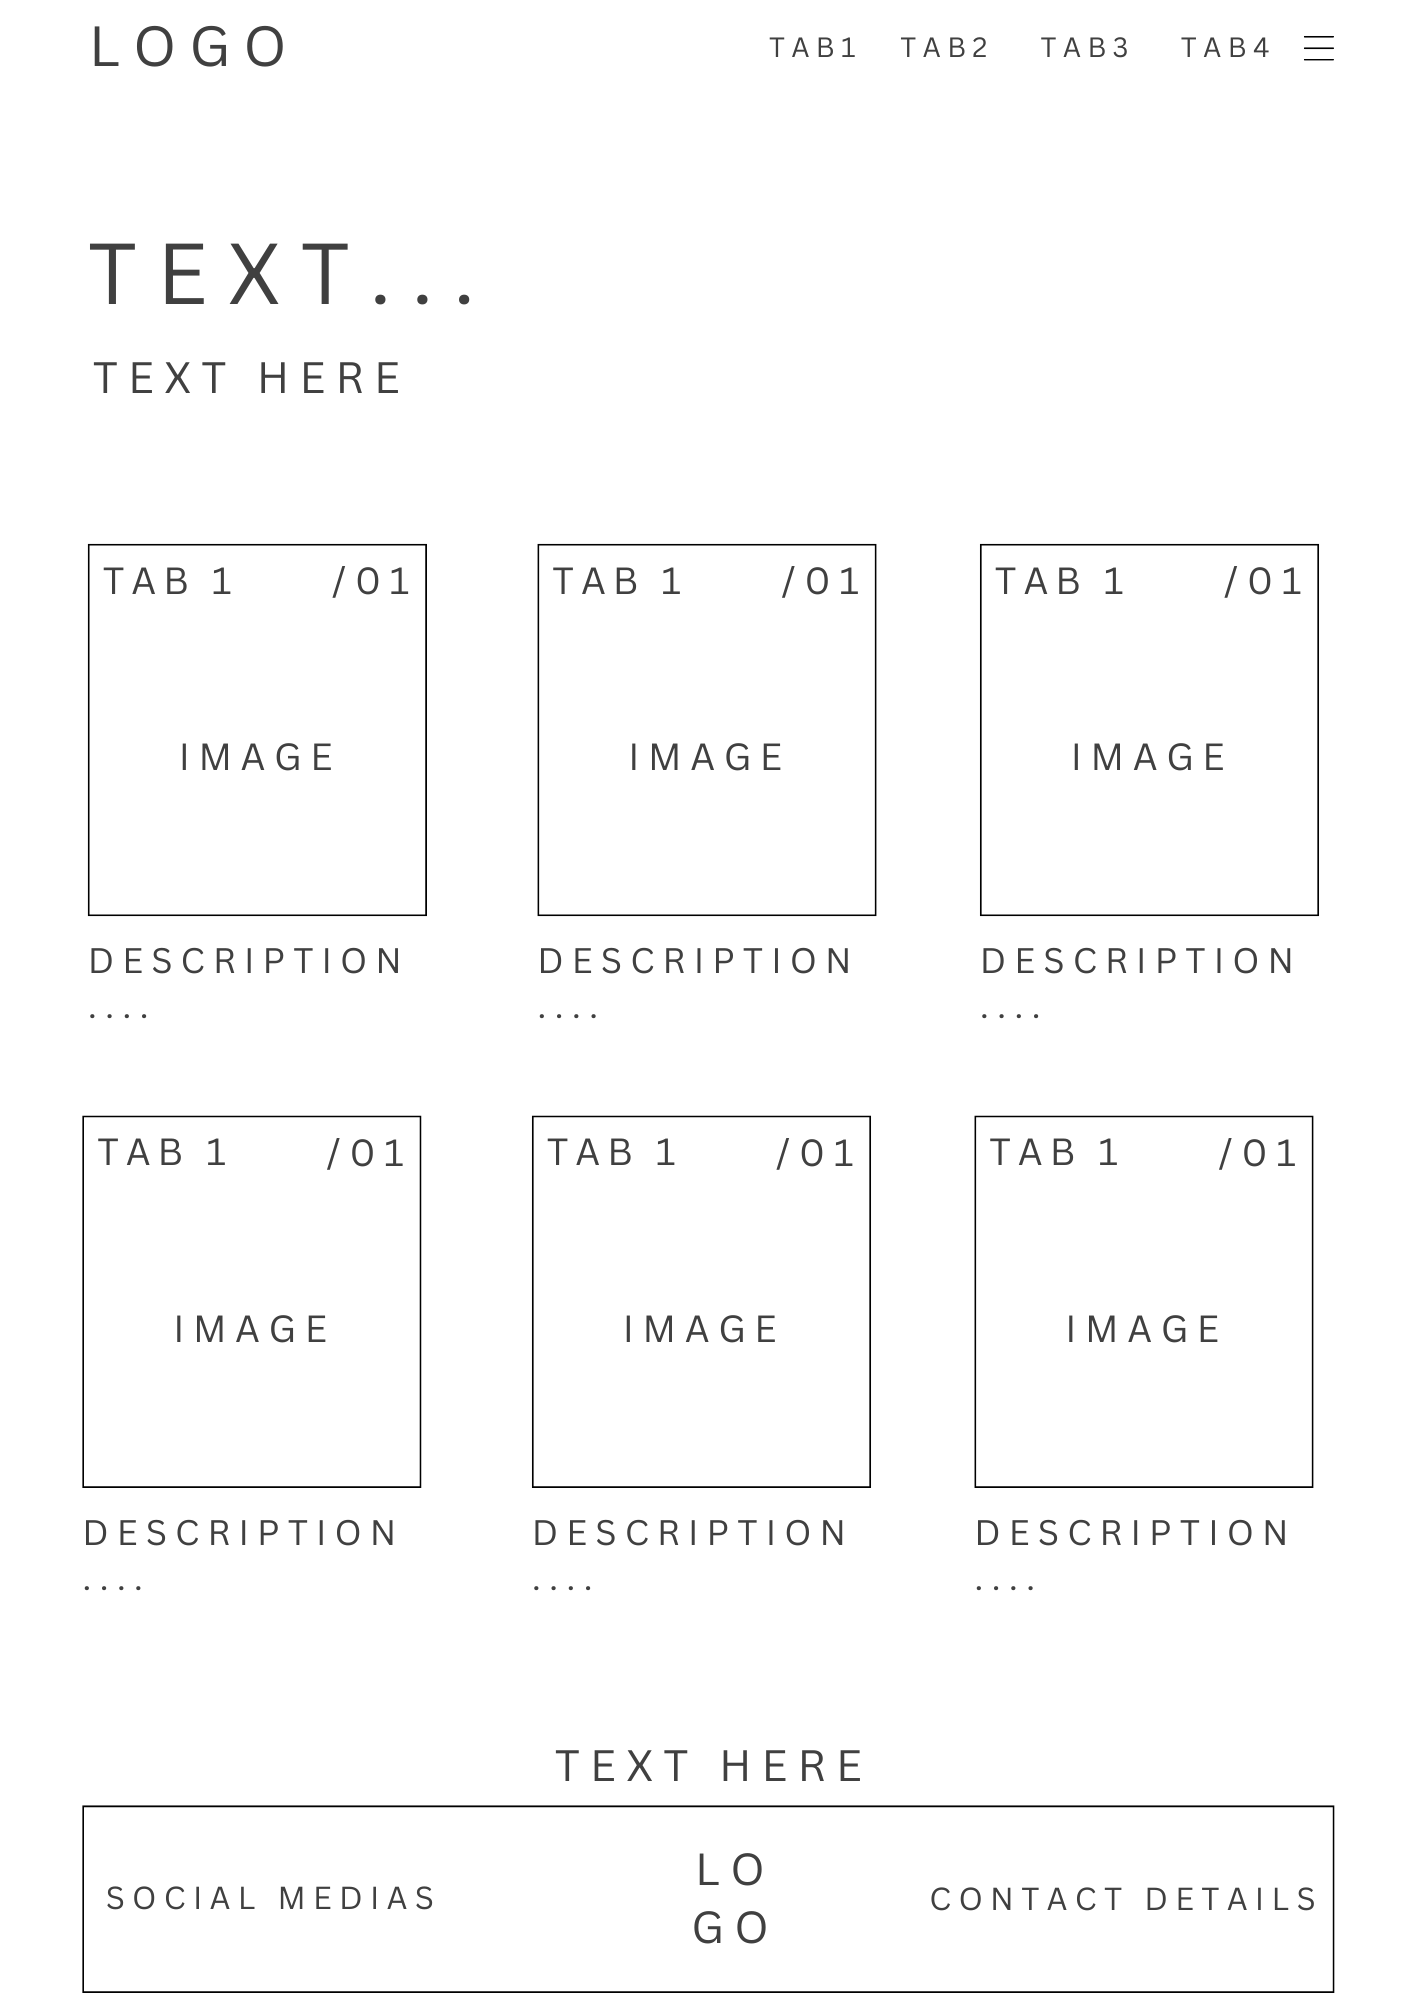 LOGO TAB1 TAB2 TAB3 TAB4
TEXT...
TEXT HERE
TAB 1 /01 TAB 1 /01 TAB 1 /01
IMAGE IMAGE IMAGE
DESCRIPTION DESCRIPTION DESCRIPTION
.... .... ....
TAB 1 /01 TAB 1 /01 TAB 1 /01
IMAGE IMAGE IMAGE
DESCRIPTION DESCRIPTION DESCRIPTION
.... .... ....
TEXT HERE
SOCIAL MEDIAS
LO
GO
CONTACT DETAILS